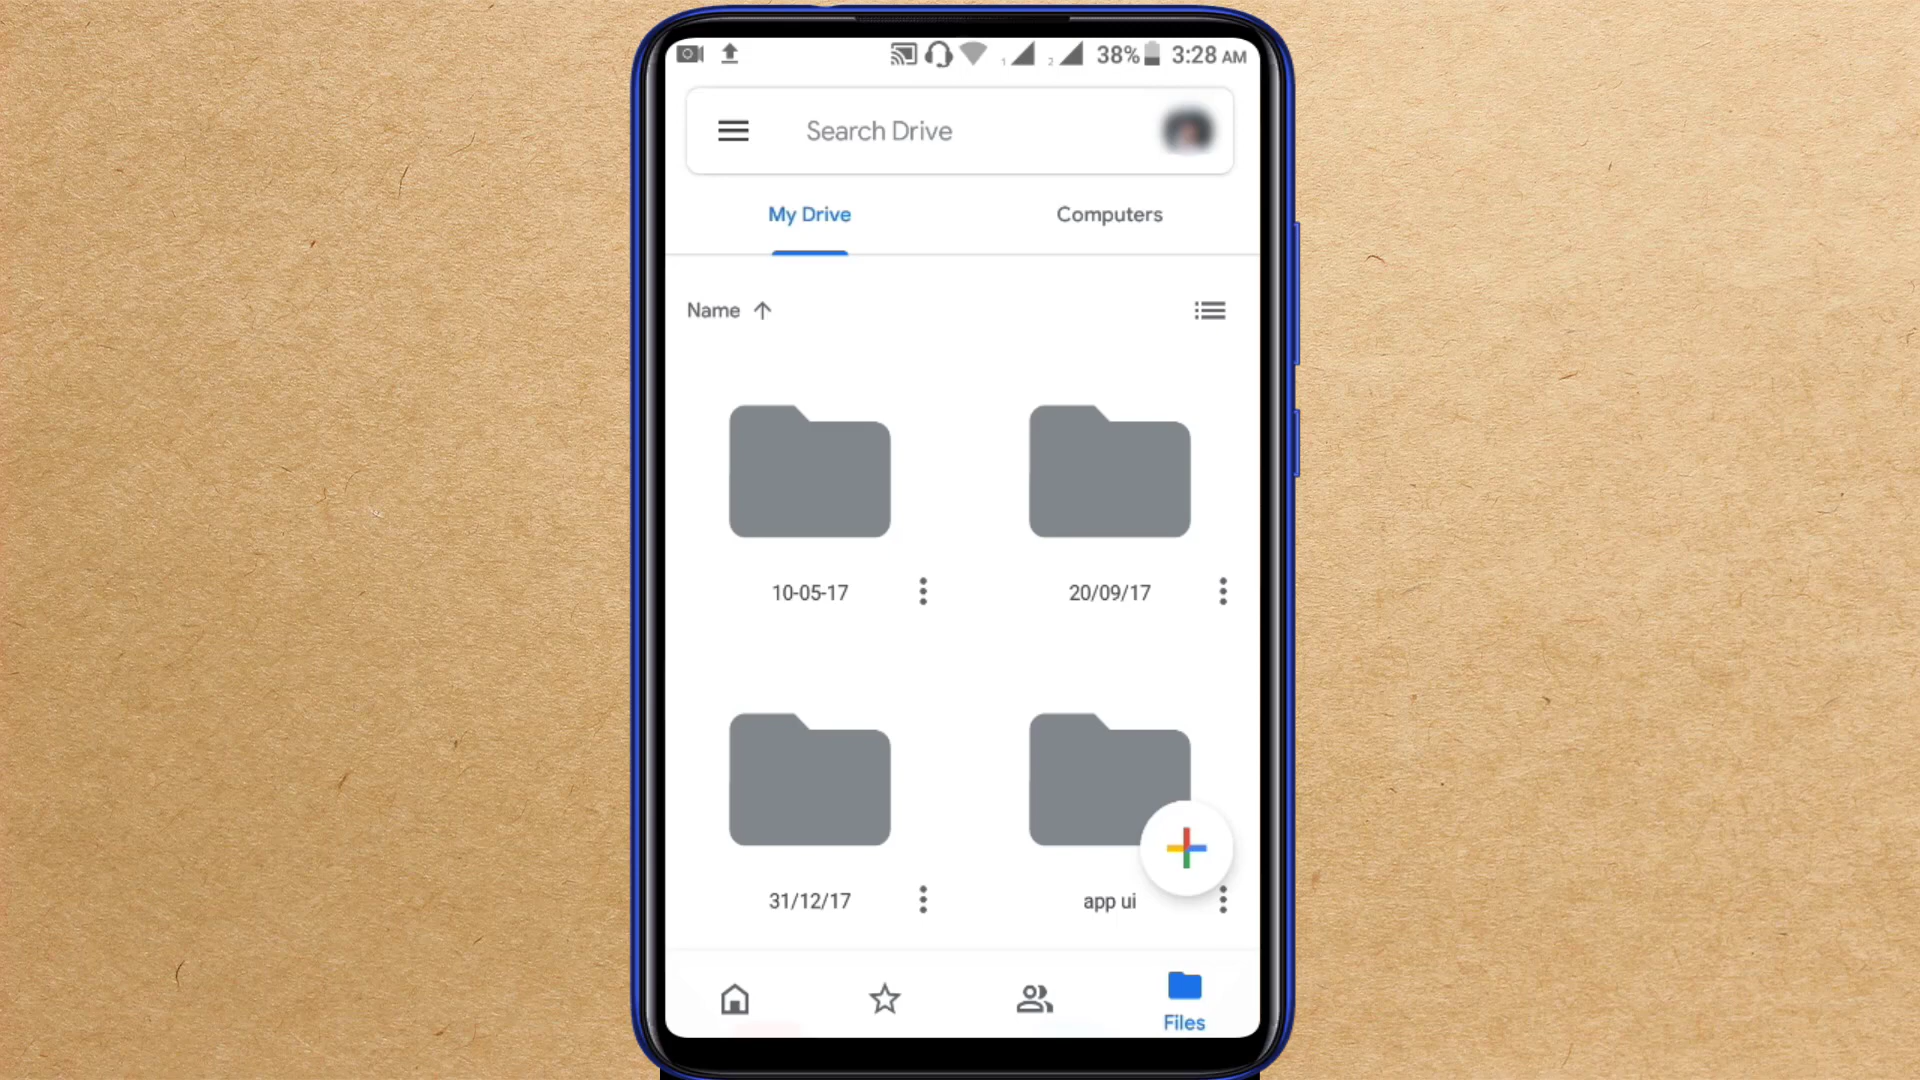 38% 3:28 AM
Search Drive
My Drive Computers
Name
10-05-17 20/09/17
31/12/17 app ui
Files